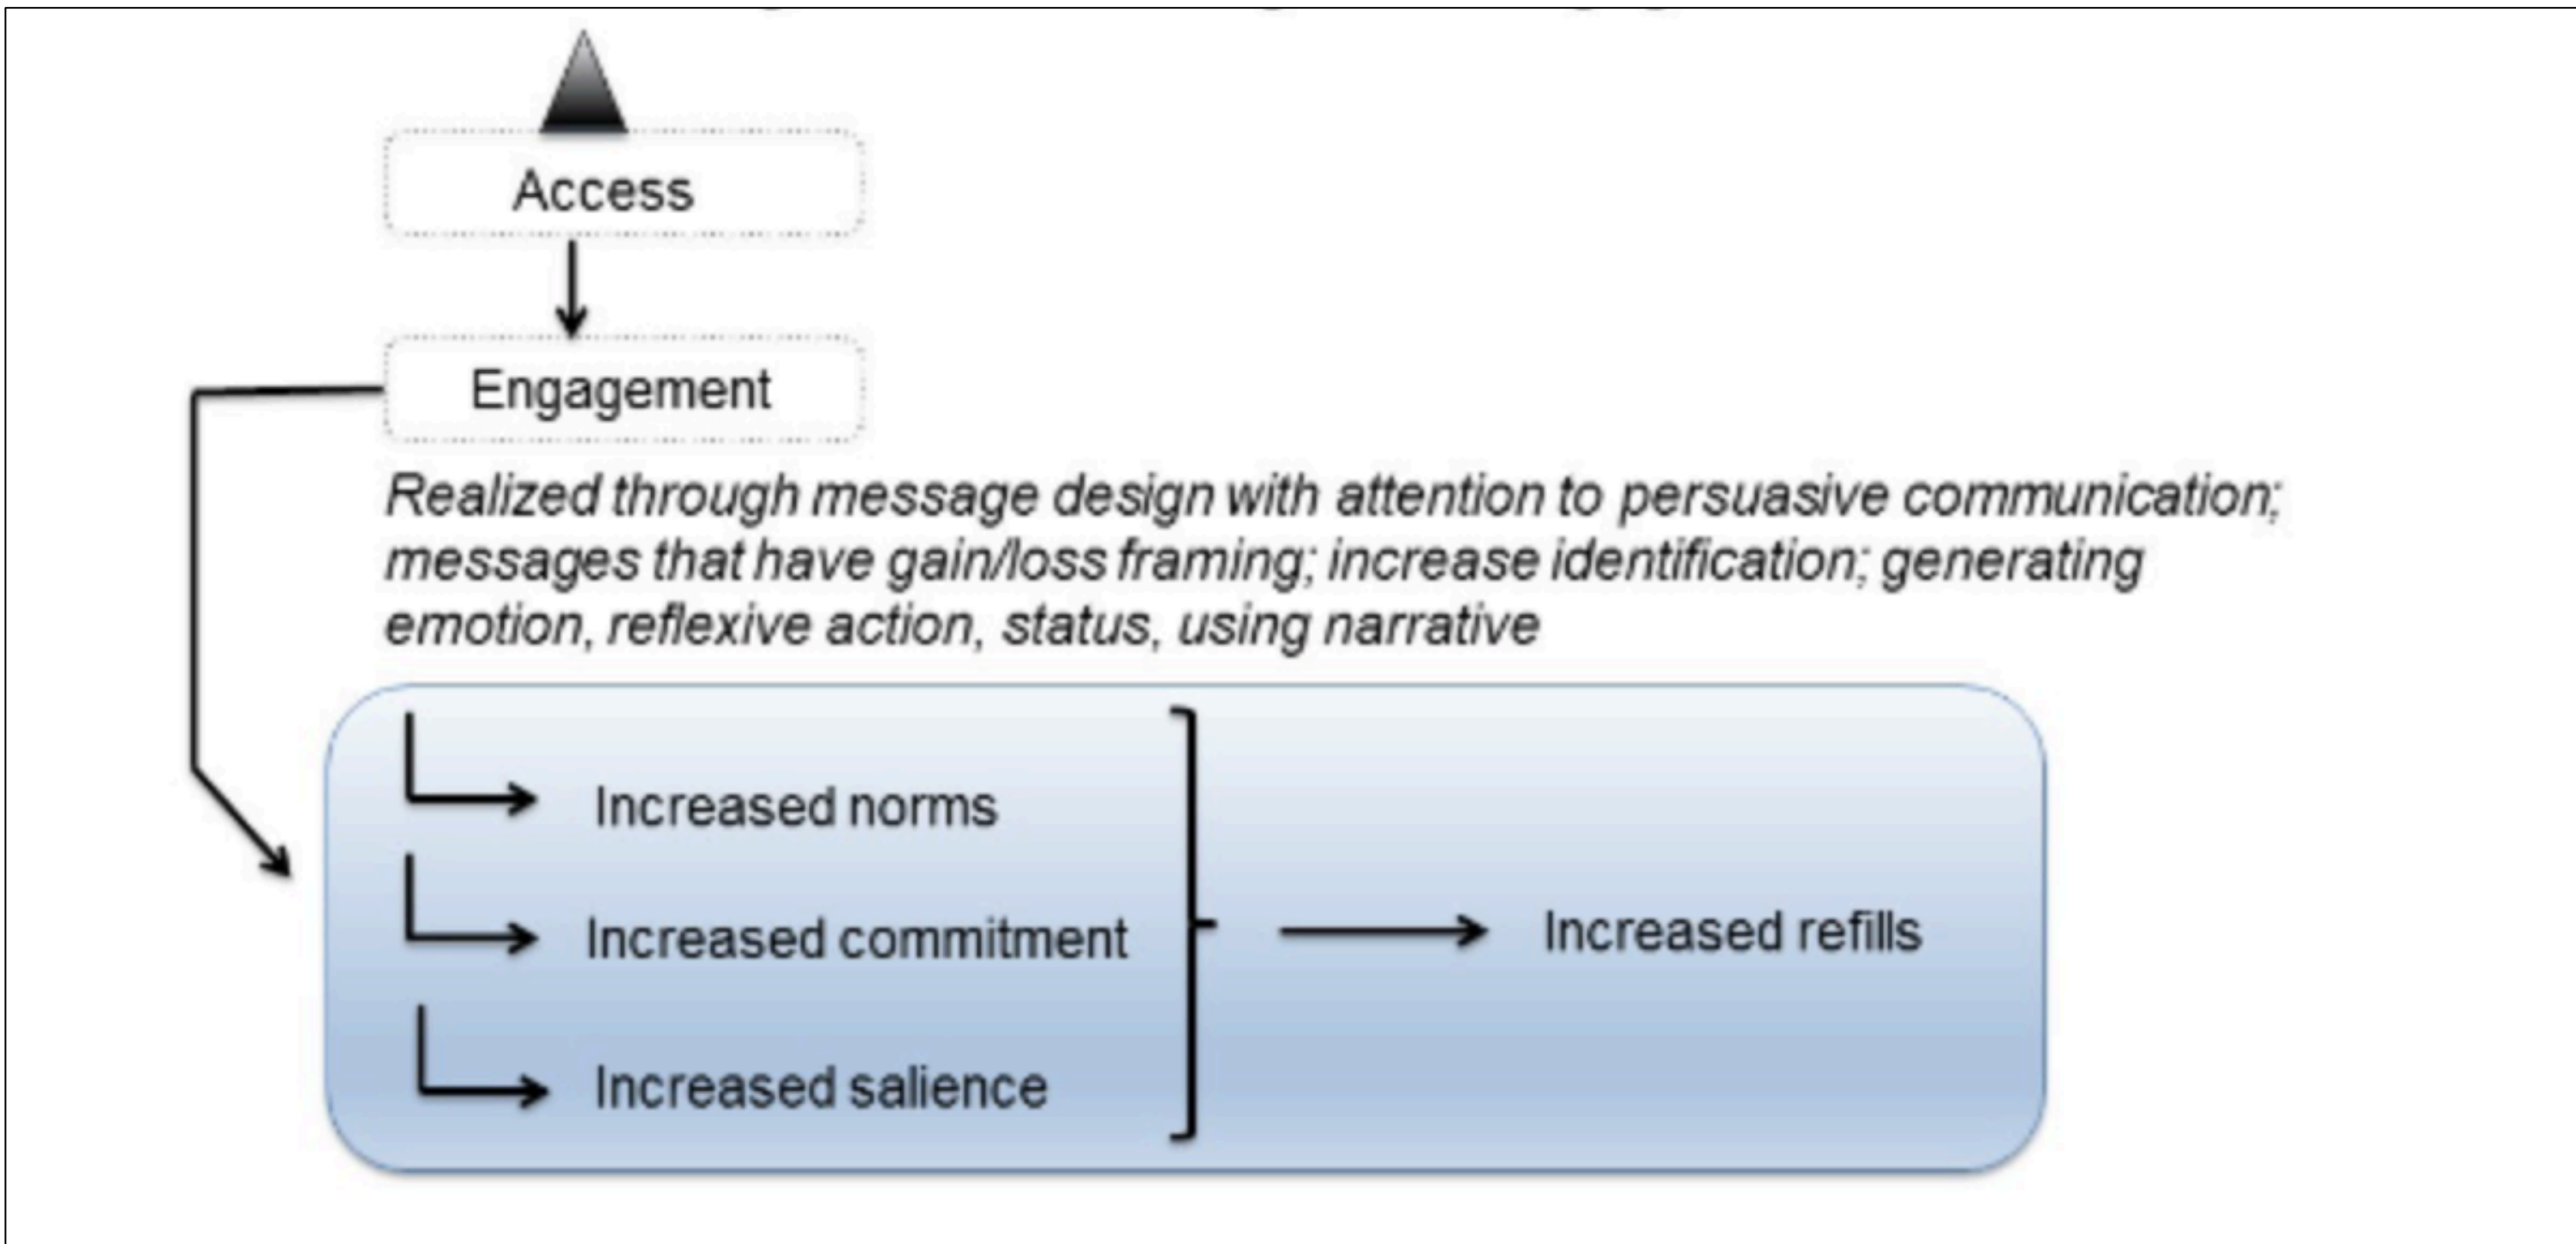 Access
Engagement
Realized through message design with attention to persuasive communication;
messages that have gain/loss framing; increase identification; generating
emotion, reflexive action, status, using narrative
Increased norms
Increased commitment
Increased refills
Increased salience